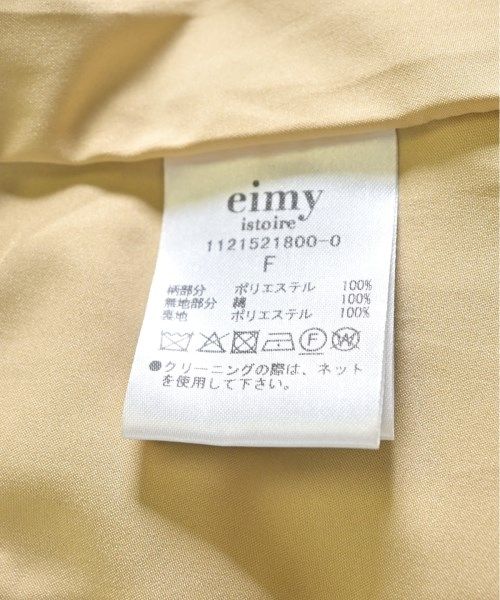 eimy
istoire
1121521800-0
F
柄部分 ポリエステル 100%
無地部分 綿 100%
裏地 ポリエステル 100%
F W
●クリーニングの際は、ネット
を使用して下さい。